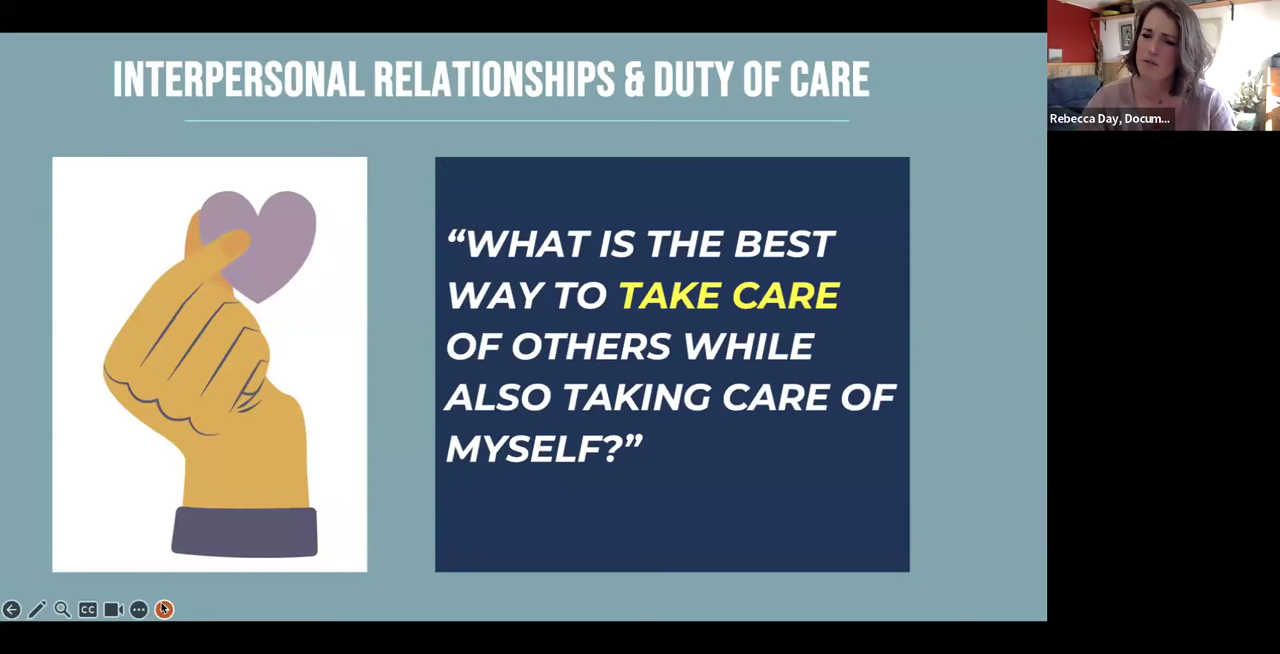 INTERPERSONAL RELATIONSHIPS & DUTY OF CARE
Rebecca Day, Docum...
“WHAT IS THE BEST
WAY TO TAKE CARE
OF OTHERS WHILE
ALSO TAKING CARE OF
MYSELF?”
CC